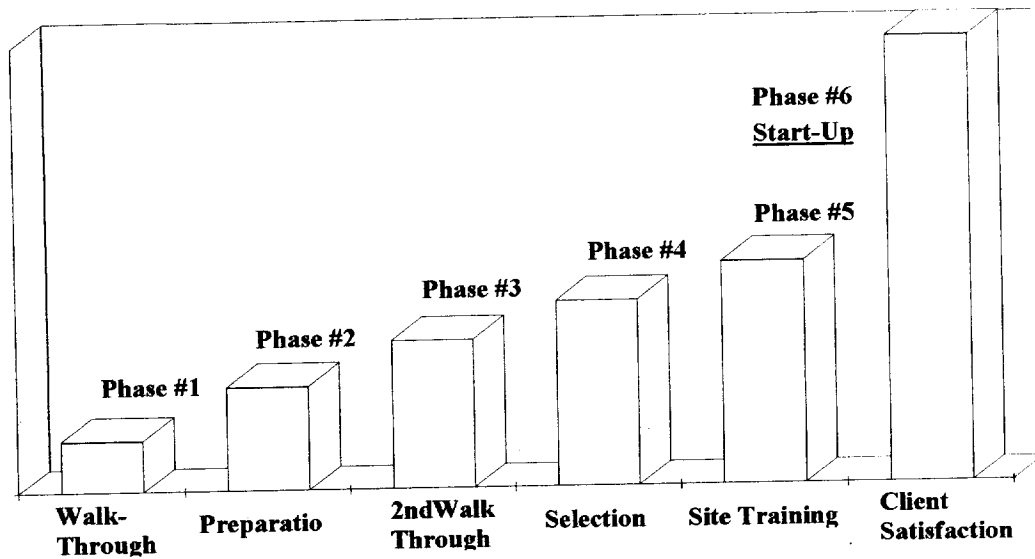 Phase #6
Start-Up
Phase #5
Phase #4
Phase #3
Phase #2
Phase #1
Walk-
Through
Preparatio
2ndWalk
Through
Selection
Site Training
Client
Satisfaction